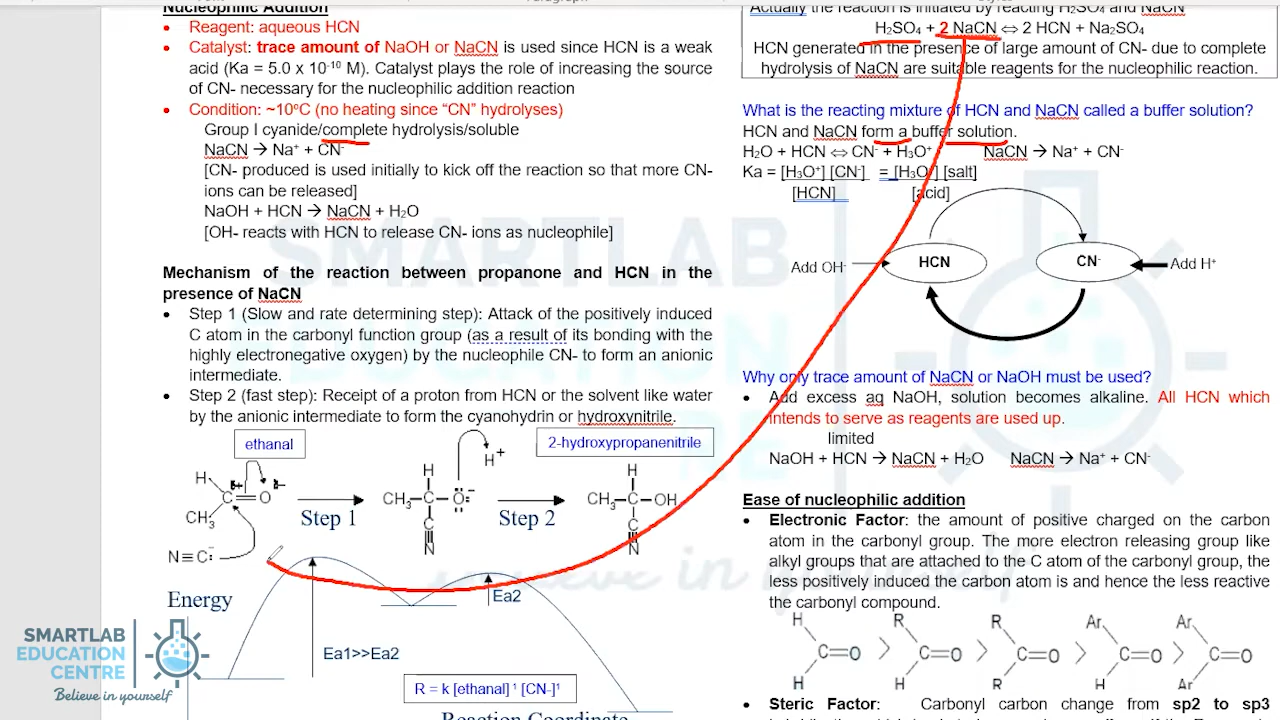 Nucleophilic Addition
• Reagent: aqueous HCN
• Catalyst: trace amount of NaOH or NaCN is used since HCN is a weak
acid (Ka = 5.0 x 10⁻¹⁰ M). Catalyst plays the role of increasing the source
of CN- necessary for the nucleophilic addition reaction
• Condition: ~10⁰C (no heating since “CN” hydrolyses)
Group I cyanide/complete hydrolysis/soluble
NaCN → Na⁺ + CN⁻
[CN- produced is used initially to kick off the reaction so that more CN-
ions can be released]
NaOH + HCN → NaCN + H₂O
[OH- reacts with HCN to release CN- ions as nucleophile]
Mechanism of the reaction between propanone and HCN in the
presence of NaCN
• Step 1 (Slow and rate determining step): Attack of the positively induced
C atom in the carbonyl function group (as a result of its bonding with the
highly electronegative oxygen) by the nucleophile CN- to form an anionic
intermediate.
• Step 2 (fast step): Receipt of a proton from HCN or the solvent like water
by the anionic intermediate to form the cyanohydrin or hydroxynitrile.
ethanal
2-hydroxypropanenitrile
H
C=O
CH₃
N≡C:⁻
Step 1
H
CH₃-C-O:⁻
C
N
H⁺
Step 2
H
CH₃-C-OH
C
N
Energy
Ea1>>Ea2
Ea2
R = k [ethanal]¹ [CN-]¹
Reaction Coordinate
Actually the reaction is initiated by reacting H₂SO₄ and NaCN
H₂SO₄ + 2 NaCN ⇔ 2 HCN + Na₂SO₄
HCN generated in the presence of large amount of CN- due to complete
hydrolysis of NaCN are suitable reagents for the nucleophilic reaction.
What is the reacting mixture of HCN and NaCN called a buffer solution?
HCN and NaCN form a buffer solution.
H₂O + HCN ⇔ CN⁻ + H₃O⁺ NaCN → Na⁺ + CN⁻
Ka = [H₃O⁺] [CN⁻] = [H₃O⁺] [salt]
[HCN] [acid]
Add OH⁻
HCN
CN⁻
Add H⁺
Why only trace amount of NaCN or NaOH must be used?
• Add excess aq NaOH, solution becomes alkaline. All HCN which
intends to serve as reagents are used up.
limited
NaOH + HCN → NaCN + H₂O NaCN → Na⁺ + CN⁻
Ease of nucleophilic addition
• Electronic Factor: the amount of positive charged on the carbon
atom in the carbonyl group. The more electron releasing group like
alkyl groups that are attached to the C atom of the carbonyl group, the
less positively induced the carbon atom is and hence the less reactive
the carbonyl compound.
H R R Ar Ar
C=O > C=O > C=O > C=O > C=O
H H R H Ar
• Steric Factor: Carbonyl carbon change from sp2 to sp3
SMARTLAB
EDUCATION
CENTRE
Believe in yourself